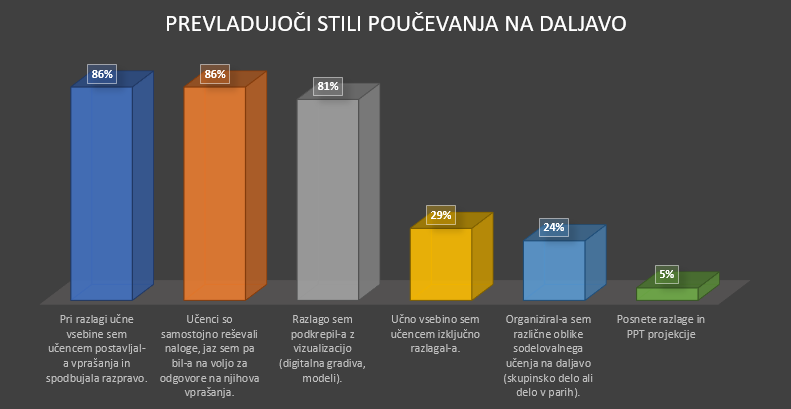 PREVLADUJOČI STILI POUČEVANJA NA DALJAVO
86%
86%
81%
29%
24%
5%
Pri razlagi učne
vsebine sem
učencem postavljal-
a vprašanja in
spodbujala razpravo.
Učenci so
samostojno reševali
naloge, jaz sem pa
bil-a na voljo za
odgovore na njihova
vprašanja.
Razlago sem
podkrepil-a z
vizualizacijo
(digitalna gradiva,
modeli).
Učno vsebino sem
učencem izključno
razlagal-a.
Organiziral-a sem
različne oblike
sodelovalnega
učenja na daljavo
(skupinsko delo ali
delo v parih).
Posnete razlage in
PPT projekcije